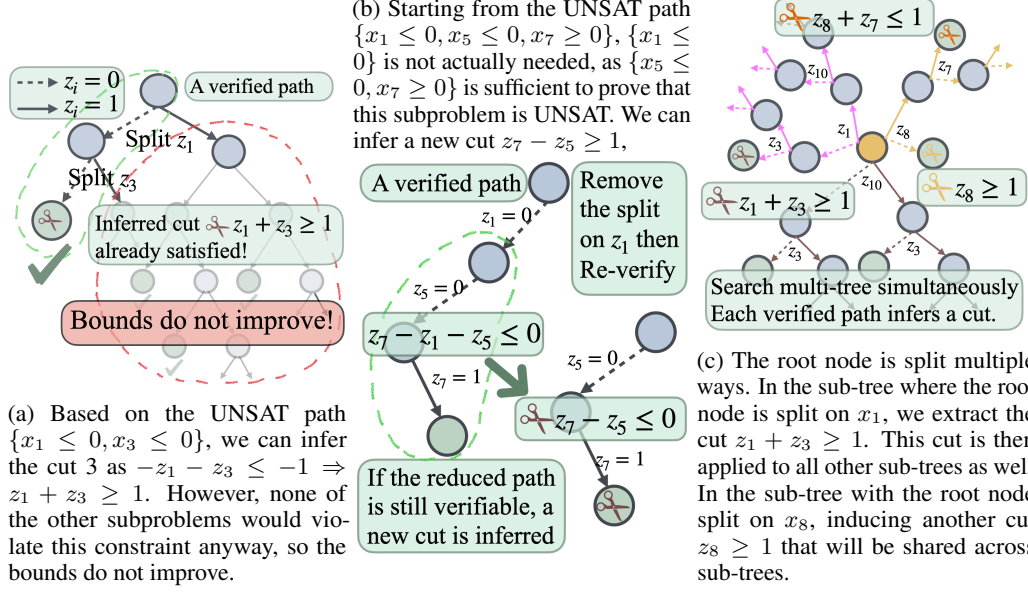 z_i = 0
z_i = 1
A verified path
Split z_1
Split z_3
Inferred cut z_1 + z_3 ≥ 1
already satisfied!
Bounds do not improve!
(a) Based on the UNSAT path
{x_1 ≤ 0, x_3 ≤ 0}, we can infer
the cut 3 as −z_1 − z_3 ≤ −1 ⇒
z_1 + z_3 ≥ 1. However, none of
the other subproblems would vio-
late this constraint anyway, so the
bounds do not improve.
(b) Starting from the UNSAT path
{x_1 ≤ 0, x_5 ≤ 0, x_7 ≥ 0}, {x_1 ≤
0} is not actually needed, as {x_5 ≤
0, x_7 ≥ 0} is sufficient to prove that
this subproblem is UNSAT. We can
infer a new cut z_7 − z_5 ≥ 1,
A verified path
Remove
the split
on z_1 then
Re-verify
z_1 = 0
z_5 = 0
z_7 − z_1 − z_5 ≤ 0
z_7 = 1
z_5 = 0
z_7 − z_5 ≤ 0
z_7 = 1
If the reduced path
is still verifiable, a
new cut is inferred
z_8 + z_7 ≤ 1
z_10
z_7
z_1
z_8
z_3
z_10
z_1 + z_3 ≥ 1
z_8 ≥ 1
z_3
z_3
Search multi-tree simultaneously
Each verified path infers a cut.
(c) The root node is split multiple
ways. In the sub-tree where the root
node is split on x_1, we extract the
cut z_1 + z_3 ≥ 1. This cut is then
applied to all other sub-trees as well.
In the sub-tree with the root node
split on x_8, inducing another cut
z_8 ≥ 1 that will be shared across
sub-trees.